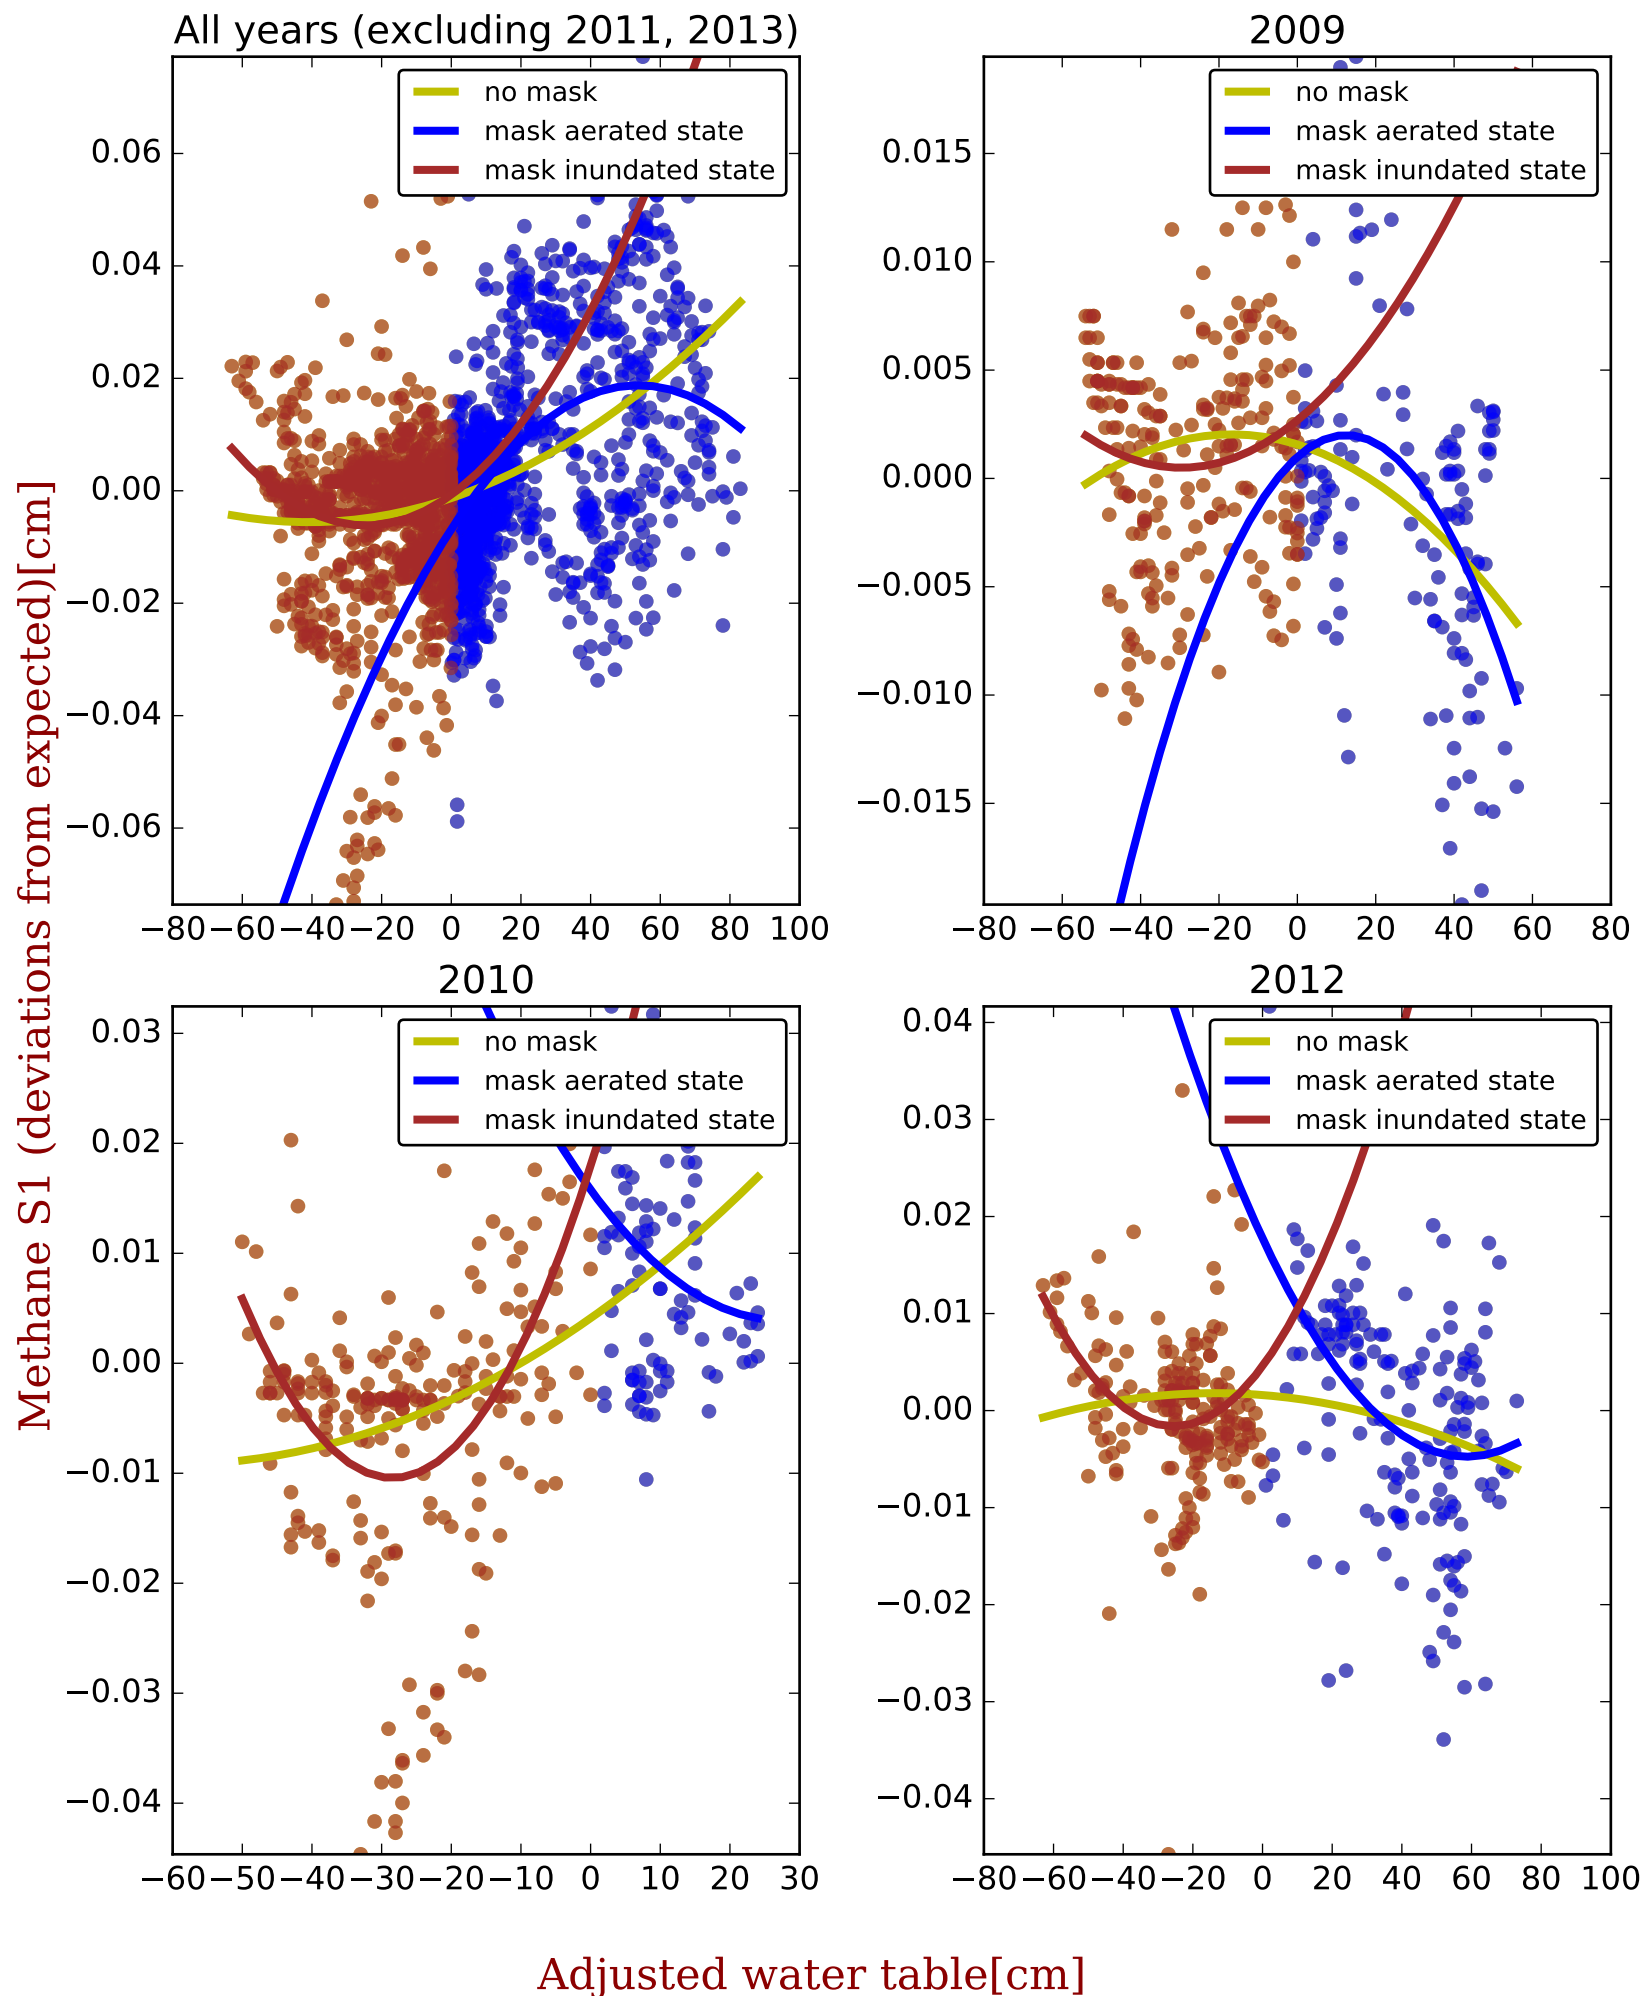 All years (excluding 2011, 2013)
no mask
mask aerated state
mask inundated state
0.06
0.04
0.02
0.00
−0.02
−0.04
−0.06
−80 −60 −40 −20 0 20 40 60 80 100
2009
no mask
mask aerated state
mask inundated state
0.015
0.010
0.005
0.000
−0.005
−0.010
−0.015
−80 −60 −40 −20 0 20 40 60 80
Methane S1 (deviations from expected)[cm]
2010
no mask
mask aerated state
mask inundated state
0.03
0.02
0.01
0.00
−0.01
−0.02
−0.03
−0.04
−60 −50 −40 −30 −20 −10 0 10 20 30
2012
no mask
mask aerated state
mask inundated state
0.04
0.03
0.02
0.01
0.00
−0.01
−0.02
−0.03
−0.04
−80 −60 −40 −20 0 20 40 60 80 100
Adjusted water table[cm]